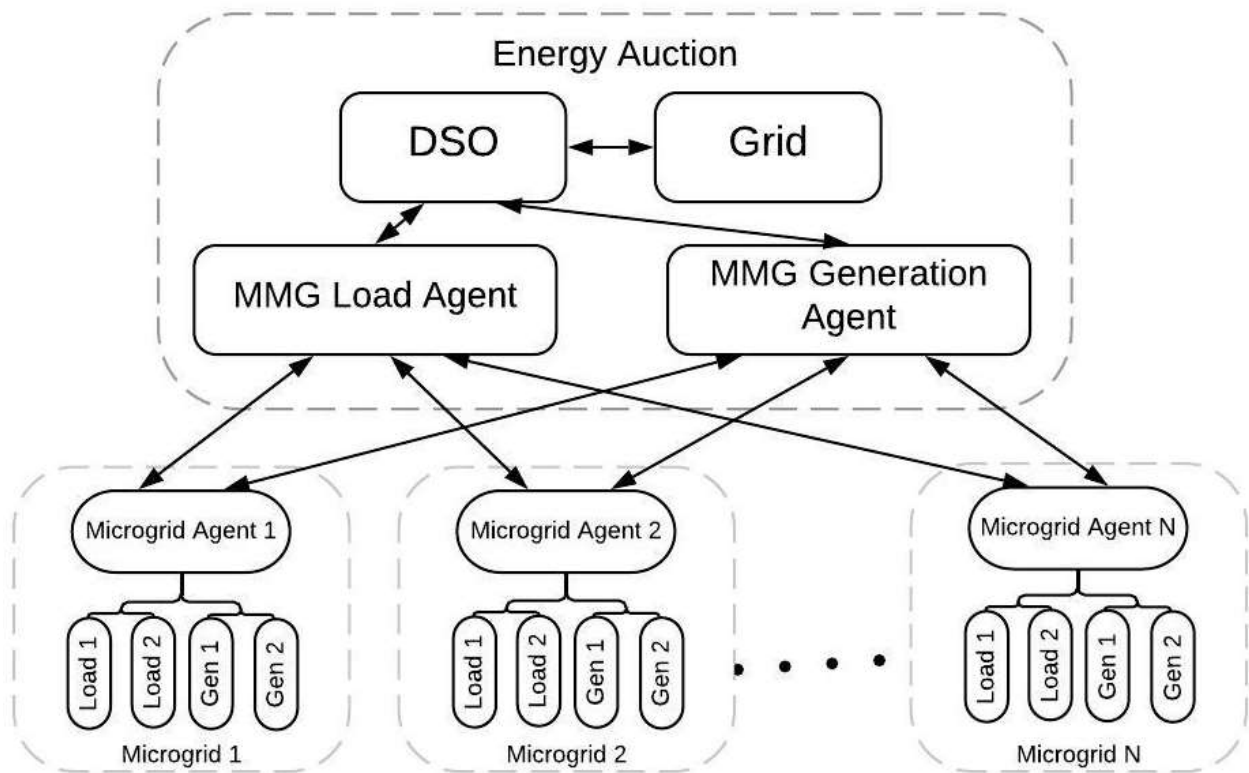 Energy Auction
DSO
Grid
MMG Load Agent
MMG Generation
Agent
Microgrid Agent 1
Load 1
Load 2
Gen 1
Gen 2
Microgrid 1
Microgrid Agent 2
Load 1
Load 2
Gen 1
Gen 2
Microgrid 2
Microgrid Agent N
Load 1
Load 2
Gen 1
Gen 2
Microgrid N